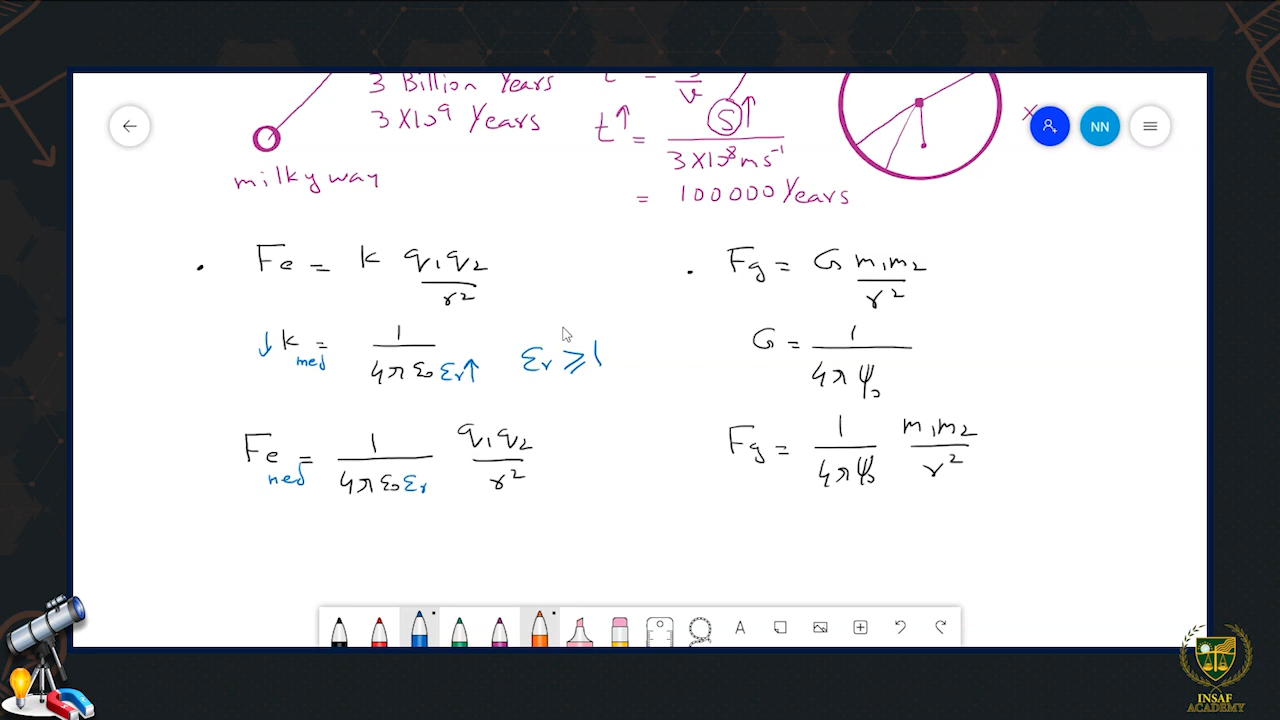 3 Billion Years
3 X10⁹ Years
milky way
t = S/v
t↑ = S↑ / 3 X10⁸ ms⁻¹
= 100000 Years
X
NN
. Fe = k q₁q₂/r²
↓ k med = 1/4π ε₀ εr↑ εr ⩾ 1
Fe med = 1/4π ε₀ εr q₁q₂/r²
. Fg = G m₁m₂/r²
G = 1/4π ψ₀
Fg = 1/4π ψ₀ m₁m₂/r²
A
INSAF
ACADEMY